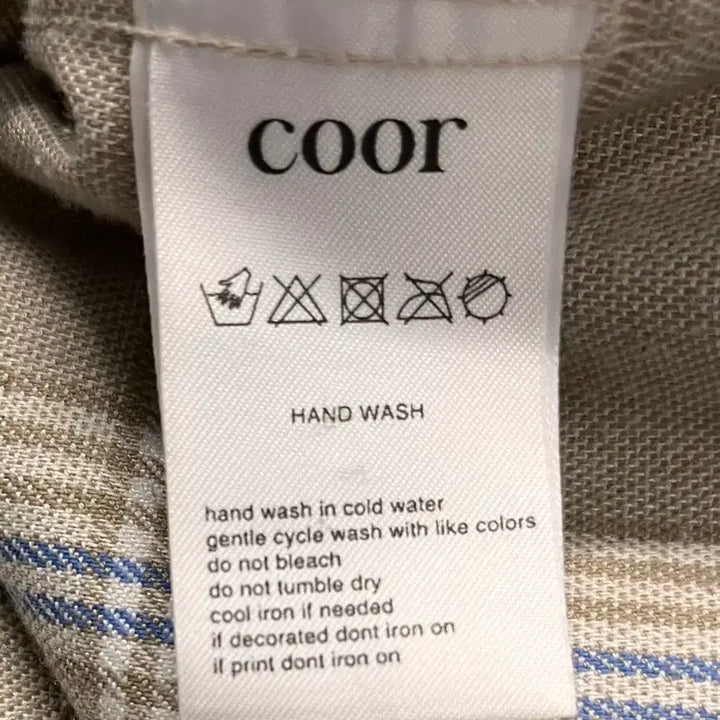 coor
HAND WASH
hand wash in cold water
gentle cycle wash with like colors
do not bleach
do not tumble dry
cool iron if needed
if decorated dont iron on
if print dont iron on